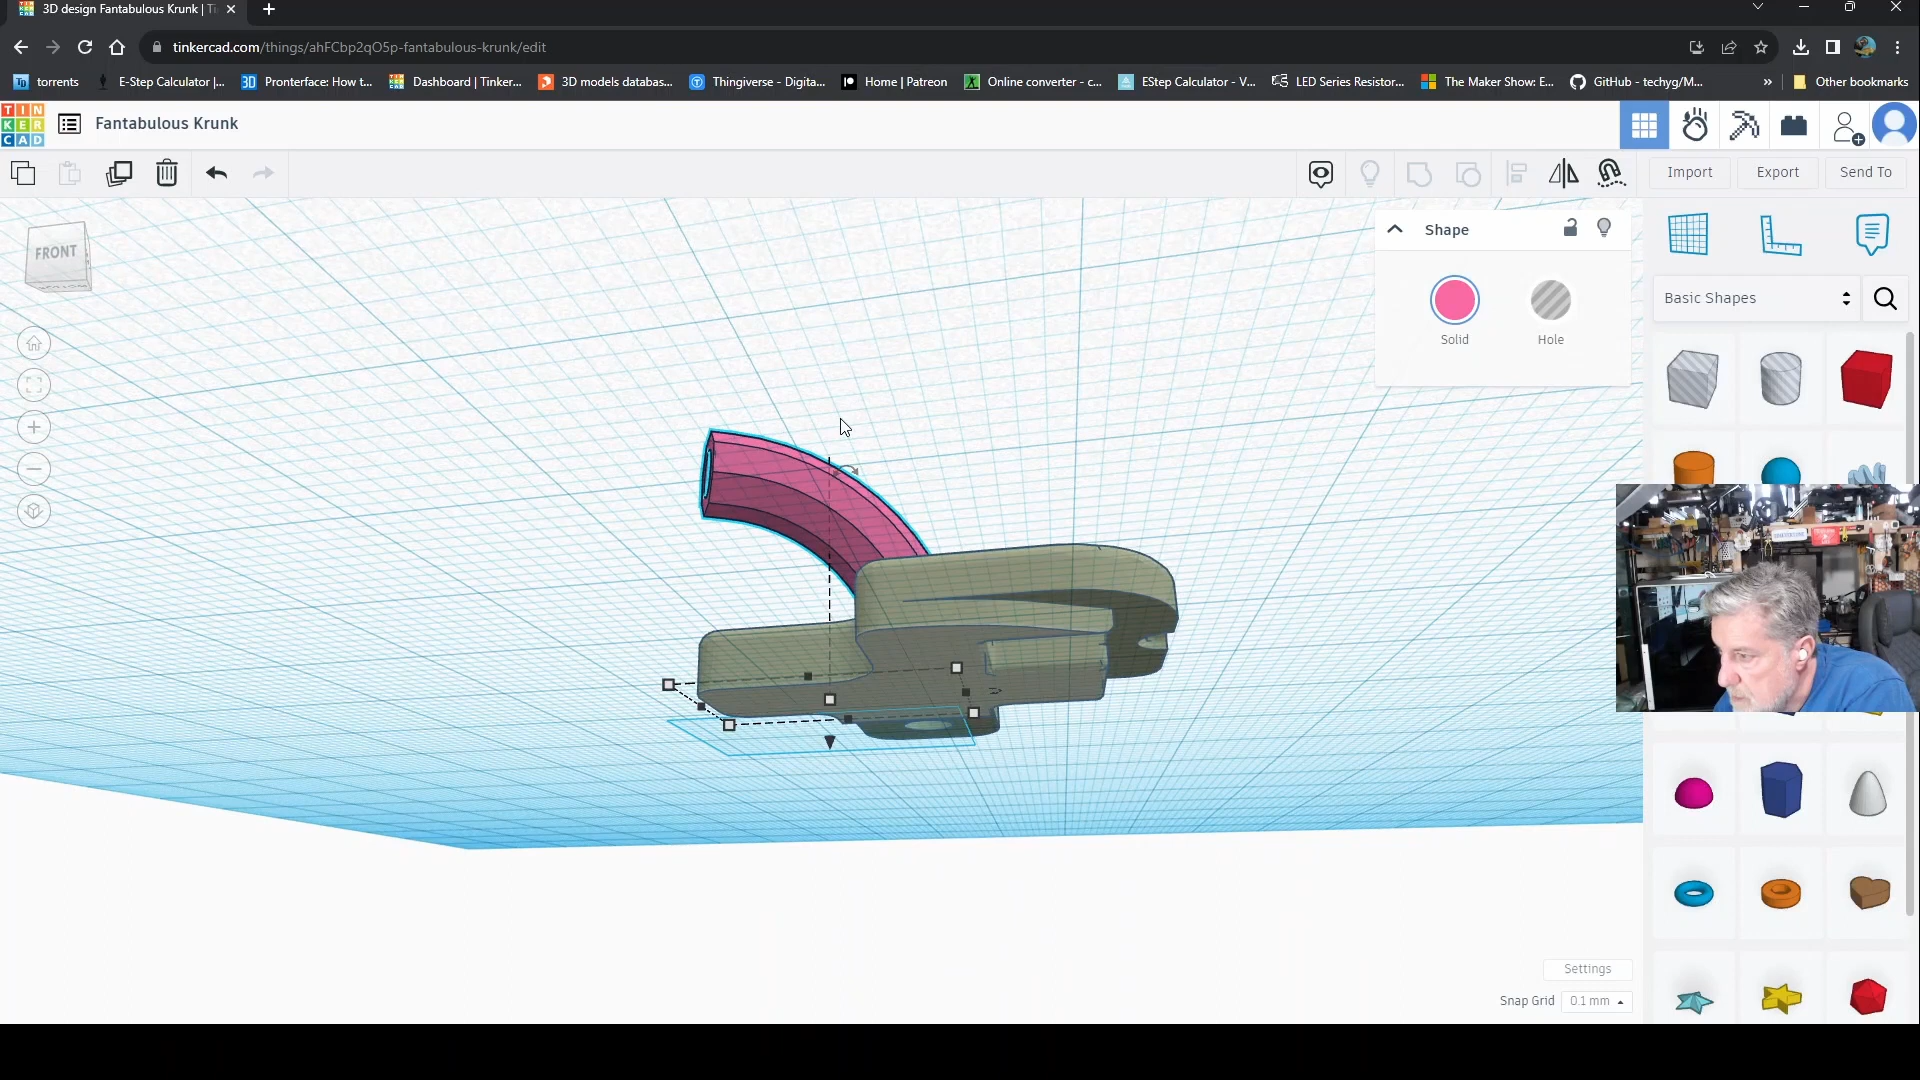 3D design Fantabulous Krunk | Ti
tinkercad.com/things/ahFCbp2qO5p-fantabulous-krunk/edit
torrents
E-Step Calculator |...
Pronterface: How t...
Dashboard | Tinker...
3D models databas...
Thingiverse - Digita...
Home | Patreon
Online converter - c...
EStep Calculator - V...
LED Series Resistor...
The Maker Show: E...
GitHub - techyg/M...
»
Other bookmarks
TIN
KER
CAD
Fantabulous Krunk
Import
Export
Send To
FRONT
Shape
Solid
Hole
Basic Shapes
Settings
Snap Grid
0.1 mm